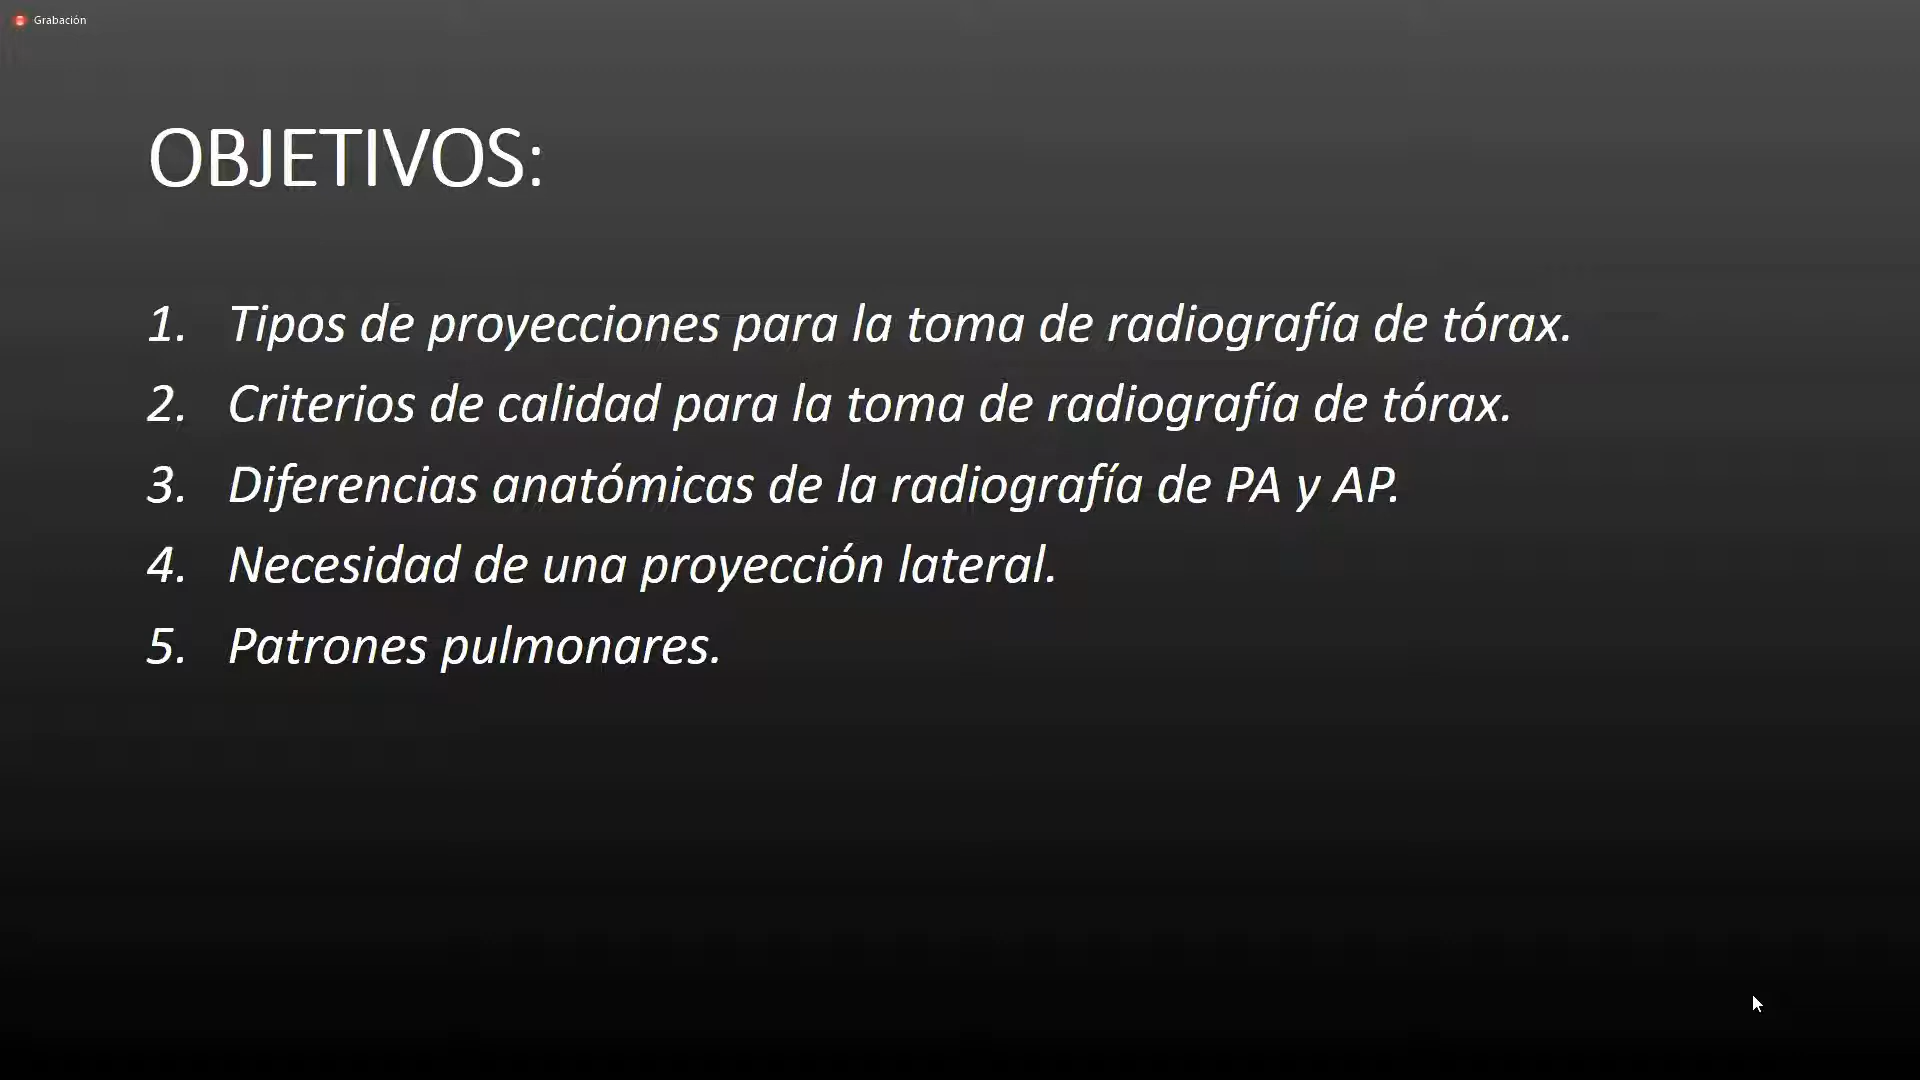 Grabación
OBJETIVOS:
1. Tipos de proyecciones para la toma de radiografía de tórax.
2. Criterios de calidad para la toma de radiografía de tórax.
3. Diferencias anatómicas de la radiografía de PA y AP.
4. Necesidad de una proyección lateral.
5. Patrones pulmonares.